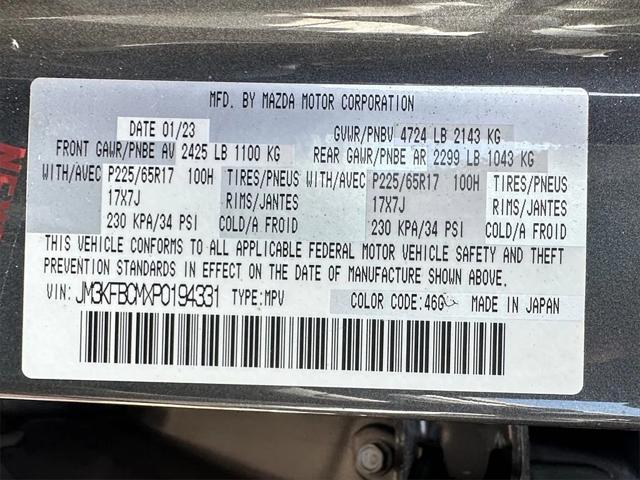 MFD. BY MAZDA MOTOR CORPORATION
DATE 01/23 GVWR/PNBV 4724 LB 2143 KG
FRONT GAWR/PNBE AV 2425 LB 1100 KG REAR GAWR/PNBE AR 2299 LB 1043 KG
WITH/AVEC P225/65R17 100H TIRES/PNEUS WITH/AVEC P225/65R17 100H TIRES/PNEUS
17X7J RIMS/JANTES 17X7J RIMS/JANTES
230 KPA/34 PSI COLD/A FROID 230 KPA/34 PSI COLD/A FROID
THIS VEHICLE CONFORMS TO ALL APPLICABLE FEDERAL MOTOR VEHICLE SAFETY AND THEFT
PREVENTION STANDARDS IN EFFECT ON THE DATE OF MANUFACTURE SHOWN ABOVE.
VIN: JM3KFBCMXP0194331 TYPE:MPV COLOR CODE:46G MADE IN JAPAN